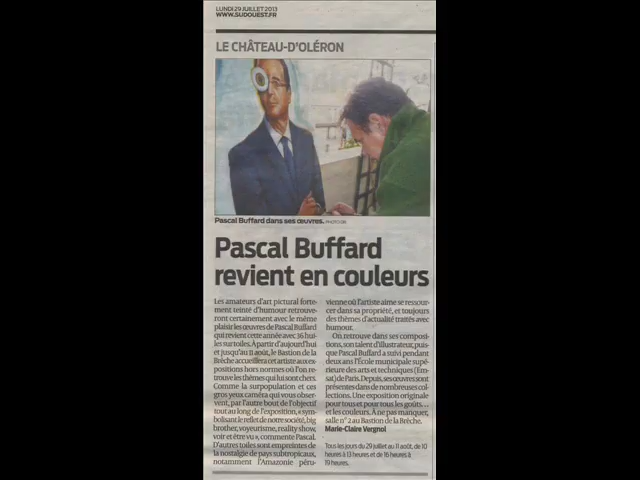 LUNDI 29 JUILLET 2013
WWW.SUDOUEST.FR
LE CHÂTEAU-D'OLÉRON
Pascal Buffard dans ses œuvres. PHOTO DR
Pascal Buffard
revient en couleurs
Les amateurs d'art pictural forte-
ment teinté d'humour retrouve-
ront certainement avec le même
plaisir les œuvres de Pascal Buffard
qui revient cette année avec 36 hui-
les sur toiles. À partir d'aujourd'hui
et jusqu'au 11 août, le Bastion de la
Brèche accueillera cet artiste aux ex-
positions hors normes où l'on re-
trouve les thèmes qui lui sont chers.
Comme la surpopulation et ces
gros yeux caméra qui vous obser-
vent, par l'autre bout de l'objectif
tout au long de l'exposition, « sym-
bolisant le reflet de notre société, big
brother, voyeurisme, reality show,
voir et être vu », commente Pascal.
D'autres toiles sont empreintes de
la nostalgie de pays subtropicaux,
notamment l'Amazonie péru-
vienne où l'artiste aime se ressour-
cer dans sa propriété, et toujours
des thèmes d'actualité traités avec
humour.
On retrouve dans ses composi-
tions, son talent d'illustrateur, puis-
que Pascal Buffard a suivi pendant
deux ans l'École municipale supé-
rieure des arts et techniques (Em-
sat) de Paris. Depuis, ses œuvres sont
présentes dans de nombreuses col-
lections. Une exposition originale
pour tous et pour tous les goûts…
et les couleurs. À ne pas manquer,
salle n° 2 au Bastion de la Brèche.
Marie-Claire Vergnol
Tous les jours du 29 juillet au 11 août, de 10
heures à 13 heures et de 16 heures à
19 heures.